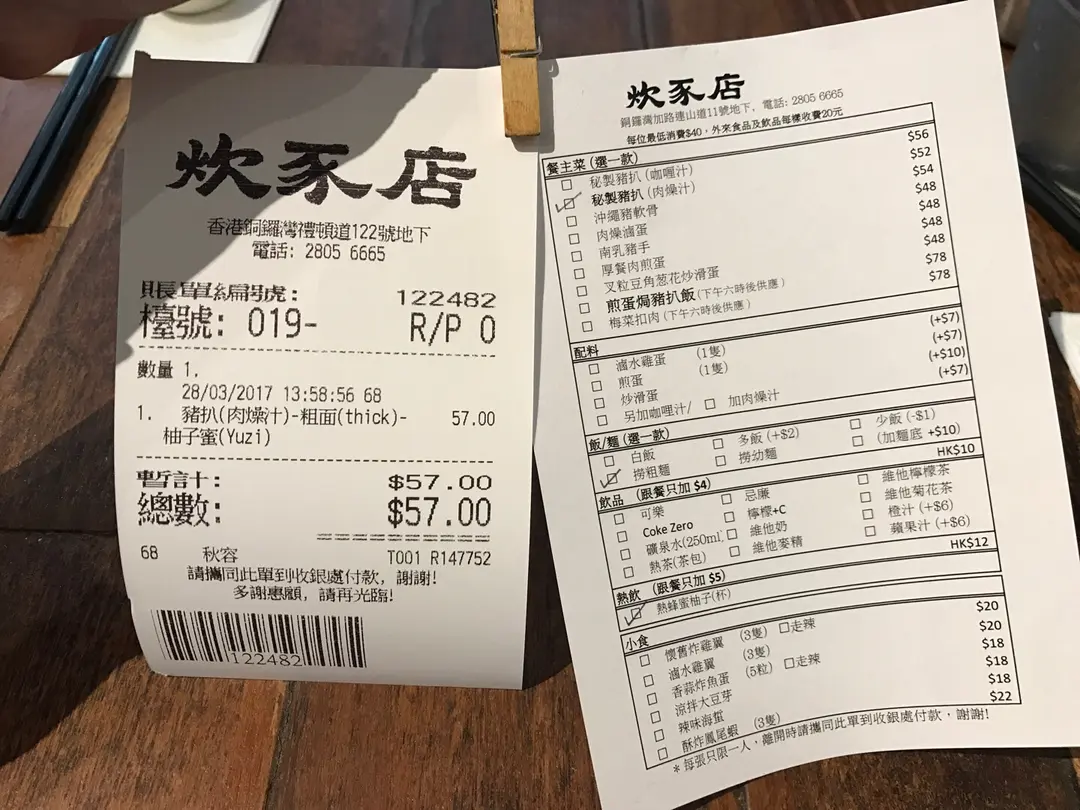 炊豕店
香港銅鑼灣禮頓道122號地下
電話: 2805 6665
賬單編號: 122482
檯號: 019- R/P 0
數量 1.
28/03/2017 13:58:56 68
1. 豬扒(肉燥汁)-粗面(thick)- 57.00
柚子蜜(Yuzi)
暫計: $57.00
總數: $57.00
68 秋容 T001 R147752
請攜同此單到收銀處付款，謝謝!
多謝惠顧，請再光臨!
122482
炊豕店
銅鑼灣加路連山道11號地下，電話: 2805 6665
每位最低消費$40，外來食品及飲品每樣收費20元
餐主菜 (選一款)
秘製豬扒 (咖喱汁) $56
秘製豬扒 (肉燥汁) $52
沖繩豬軟骨 $54
肉燥滷蛋 $48
南乳豬手 $48
厚餐肉煎蛋 $48
叉粒豆角葱花炒滑蛋 $48
煎蛋焗豬扒飯 (下午六時後供應) $78
梅菜扣肉 (下午六時後供應) $78
配料
滷水雞蛋 (1隻) (+$7)
煎蛋 (1隻) (+$7)
炒滑蛋 (+$10)
另加咖喱汁/ 加肉燥汁 (+$7)
飯/麵 (選一款)
白飯 多飯 (+$2) 少飯 (-$1)
撈粗麵 撈幼麵 (加麵底 +$10)
飲品 (跟餐只加 $4) HK$10
可樂 忌廉 維他檸檬茶
Coke Zero 檸檬+C 維他菊花茶
礦泉水(250ml) 維他奶 橙汁 (+$6)
熱茶(茶包) 維他麥精 蘋果汁 (+$6)
熱飲 (跟餐只加 $5) HK$12
熱蜂蜜柚子(杯)
小食
懷舊炸雞翼 (3隻) 走辣 $20
滷水雞翼 (3隻) $20
香蒜炸魚蛋 (5粒) 走辣 $18
涼拌大豆芽 $18
辣味海蜇 $18
酥炸鳳尾蝦 (3隻) $22
* 每張只限一人，離開時請攜同此單到收銀處付款，謝謝!